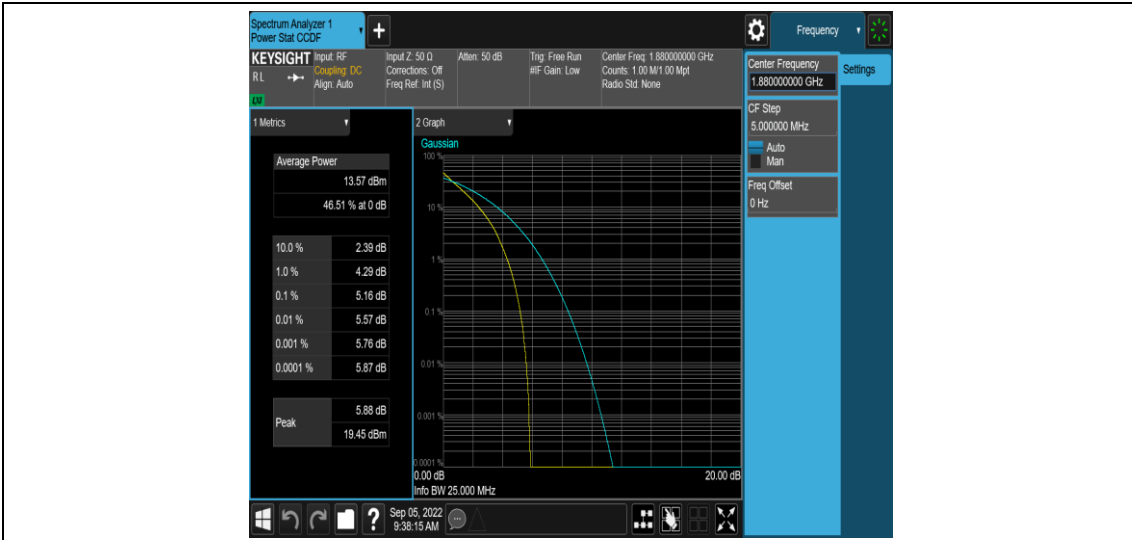 Spectrum Analyzer 1
Power Stat CCDF
+
Frequency
KEYSIGHT
RL
LXI
Input: RF
Coupling: DC
Align: Auto
Input Z: 50 Ω
Corrections: Off
Freq Ref: Int (S)
Atten: 50 dB
Trig: Free Run
#IF Gain: Low
Center Freq: 1.880000000 GHz
Counts: 1.00 M/1.00 Mpt
Radio Std: None
Center Frequency
1.880000000 GHz
Settings
CF Step
5.000000 MHz
Auto
Man
Freq Offset
0 Hz
1 Metrics
Average Power
13.57 dBm
46.51 % at 0 dB
10.0 % 2.39 dB
1.0 % 4.29 dB
0.1 % 5.16 dB
0.01 % 5.57 dB
0.001 % 5.76 dB
0.0001 % 5.87 dB
Peak
5.88 dB
19.45 dBm
2 Graph
Gaussian
100 %
10 %
1 %
0.1 %
0.01 %
0.001 %
0.0001 %
0.00 dB 20.00 dB
Info BW 25.000 MHz
?
Sep 05, 2022
9:38:15 AM